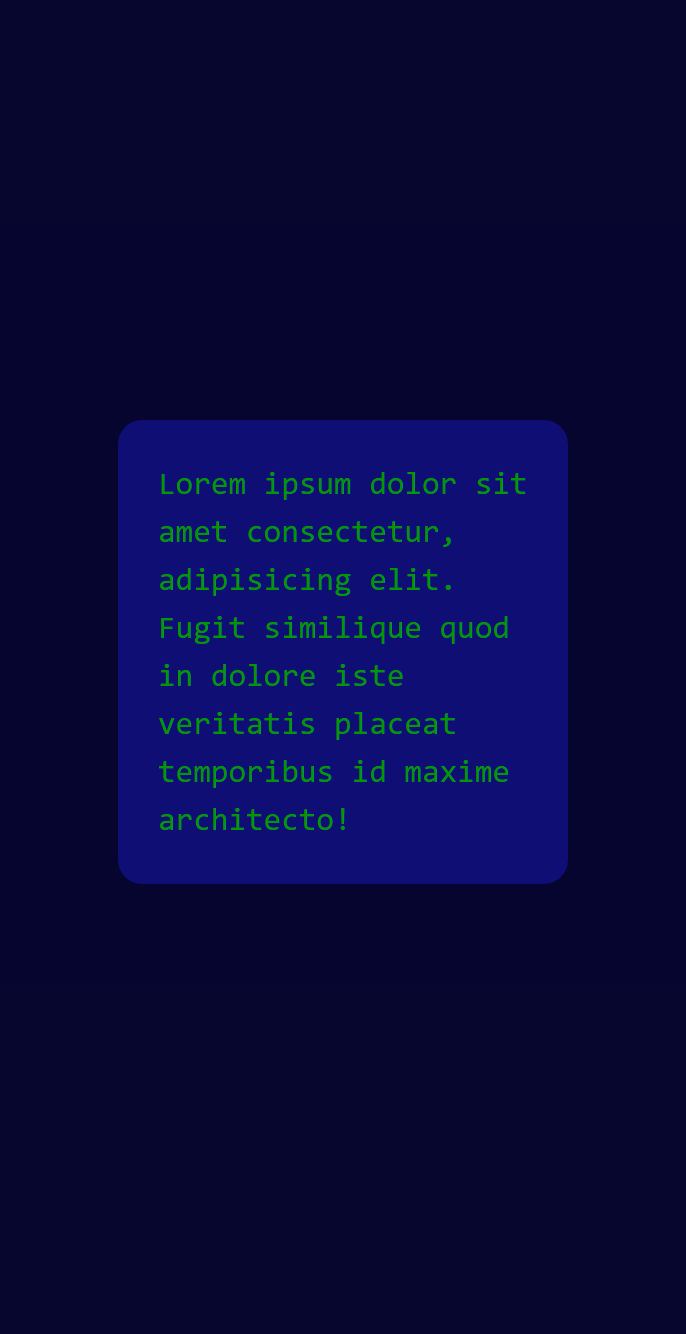 Lorem ipsum dolor sit
amet consectetur,
adipisicing elit.
Fugit similique quod
in dolore iste
veritatis placeat
temporibus id maxime
architecto!